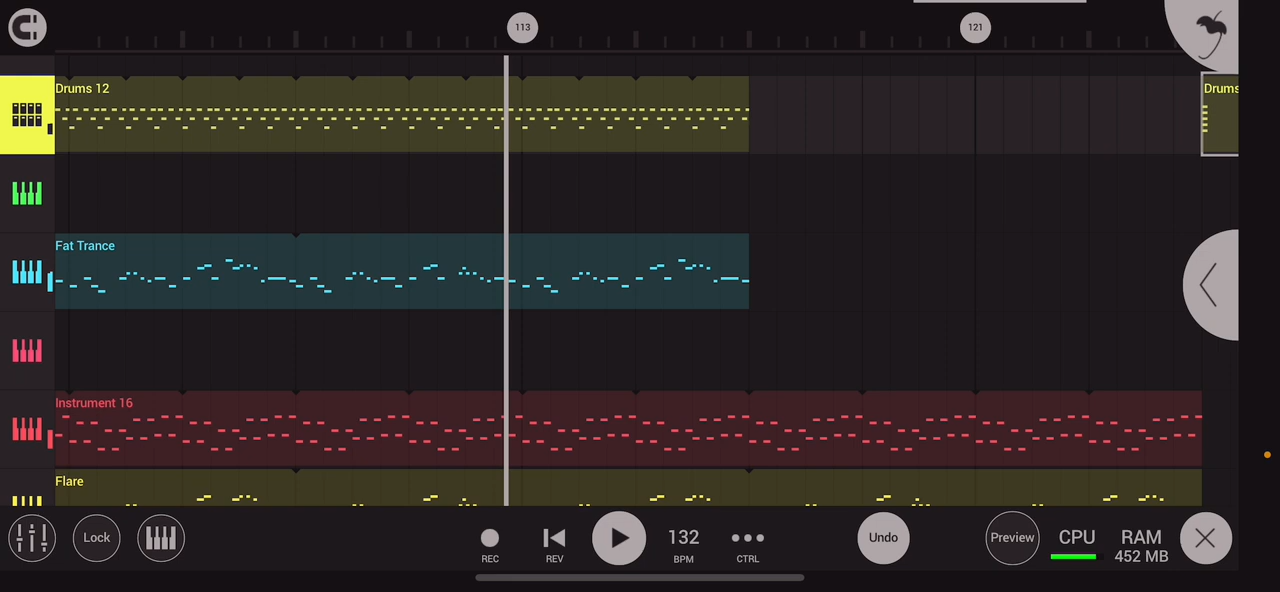 113
121
Drums 12
Drums
Fat Trance
Instrument 16
Flare
Lock
REC
REV
132
BPM
CTRL
Undo
Preview
CPU
RAM
452 MB